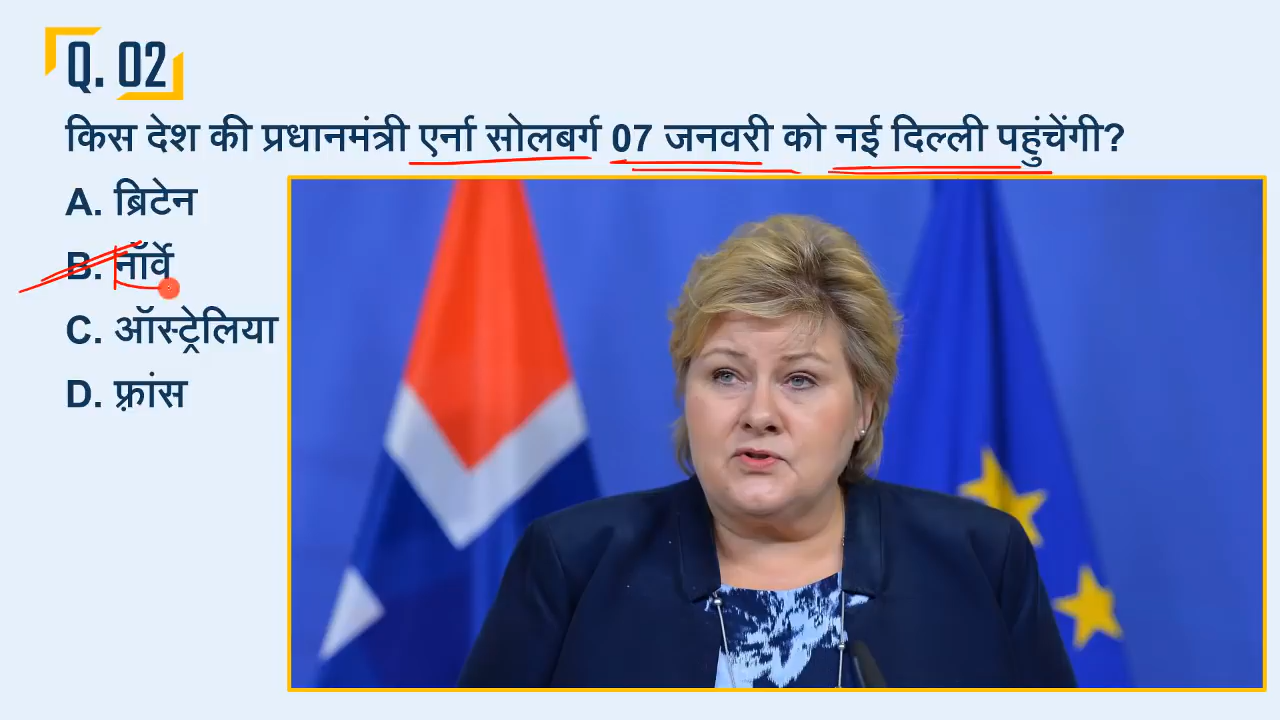 Q. 02
किस देश की प्रधानमंत्री एर्ना सोलबर्ग 07 जनवरी को नई दिल्ली पहुंचेंगी?
A. ब्रिटेन
B. नॉर्वे
C. ऑस्ट्रेलिया
D. फ़्रांस